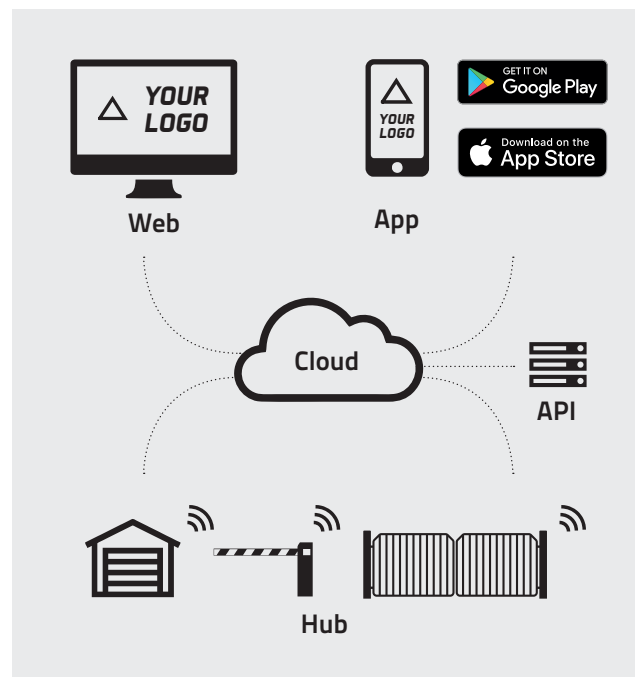 YOUR
LOGO
YOUR
LOGO
GET IT ON
Google Play
Download on the
App Store
Web
App
Cloud
API
Hub